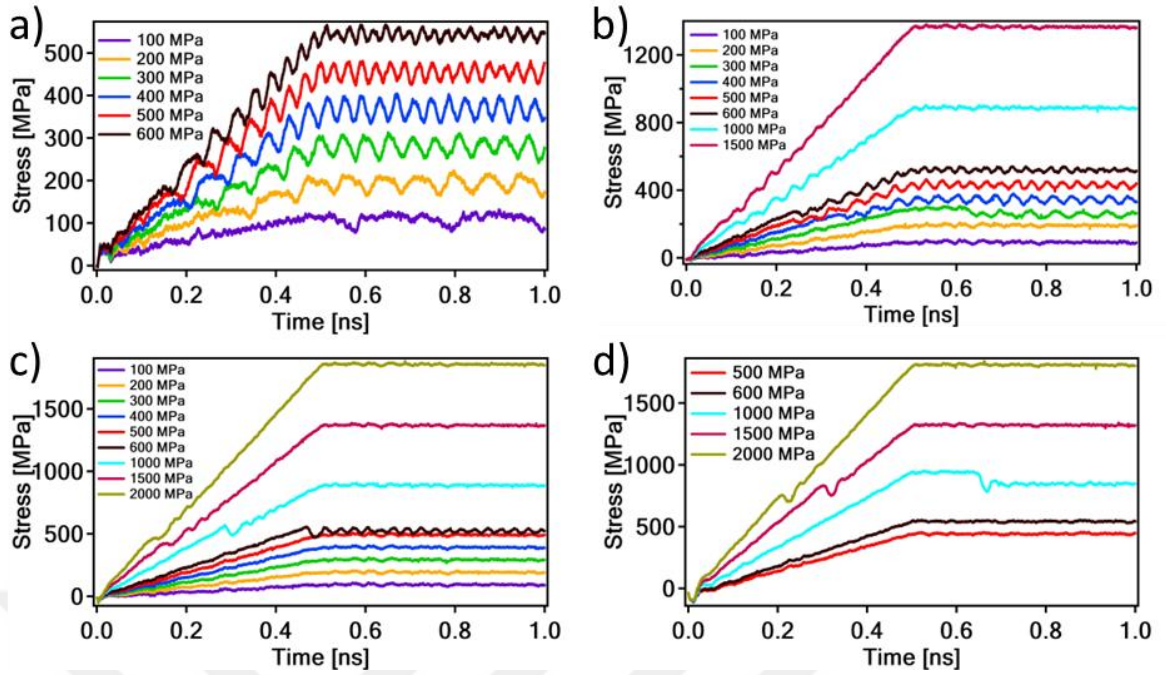 a)
100 MPa
200 MPa
300 MPa
400 MPa
500 MPa
600 MPa
Stress [MPa]
500
400
300
200
100
0
0.0 0.2 0.4 0.6 0.8 1.0
Time [ns]
b)
100 MPa
200 MPa
300 MPa
400 MPa
500 MPa
600 MPa
1000 MPa
1500 MPa
Stress [MPa]
1200
800
400
0
0.0 0.2 0.4 0.6 0.8 1.0
Time [ns]
c)
100 MPa
200 MPa
300 MPa
400 MPa
500 MPa
600 MPa
1000 MPa
1500 MPa
2000 MPa
Stress [MPa]
1500
1000
500
0
0.0 0.2 0.4 0.6 0.8 1.0
Time [ns]
d)
500 MPa
600 MPa
1000 MPa
1500 MPa
2000 MPa
Stress [MPa]
1500
1000
500
0
0.0 0.2 0.4 0.6 0.8 1.0
Time [ns]